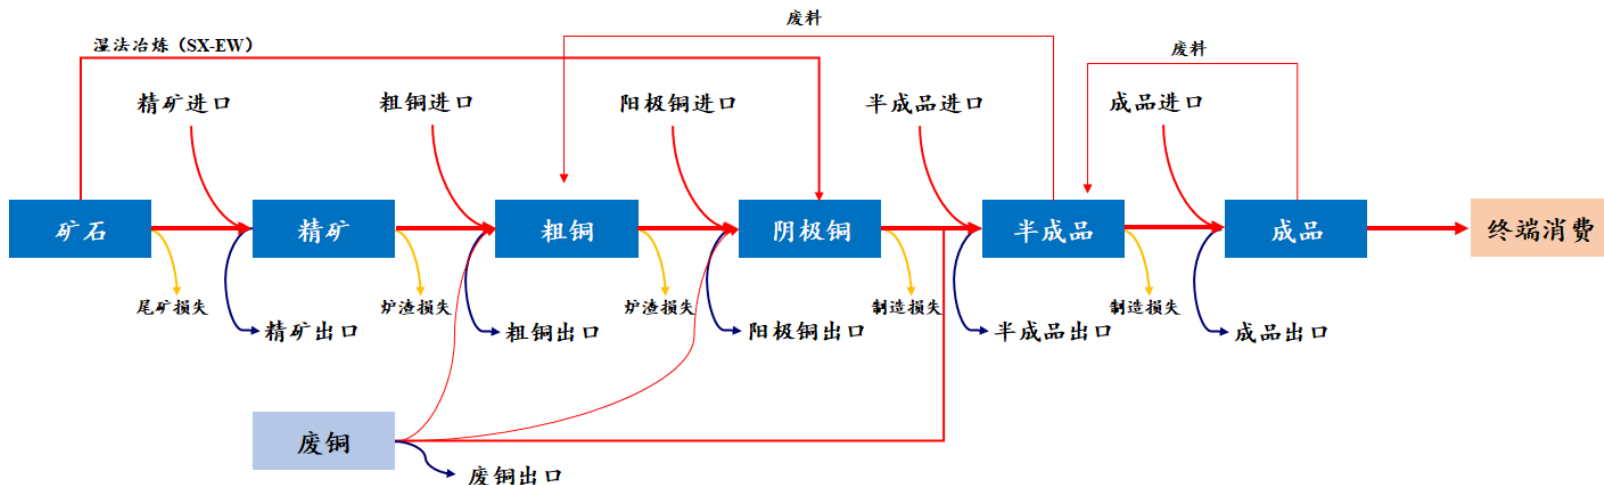 废料
湿法冶炼（SX-EW）
废料
精矿进口
粗铜进口
阳极铜进口
半成品进口
成品进口
矿石
精矿
粗铜
阴极铜
半成品
成品
终端消费
尾矿损失
炉渣损失
炉渣损失
制造损失
制造损失
精矿出口
粗铜出口
阳极铜出口
半成品出口
成品出口
废铜
废铜出口